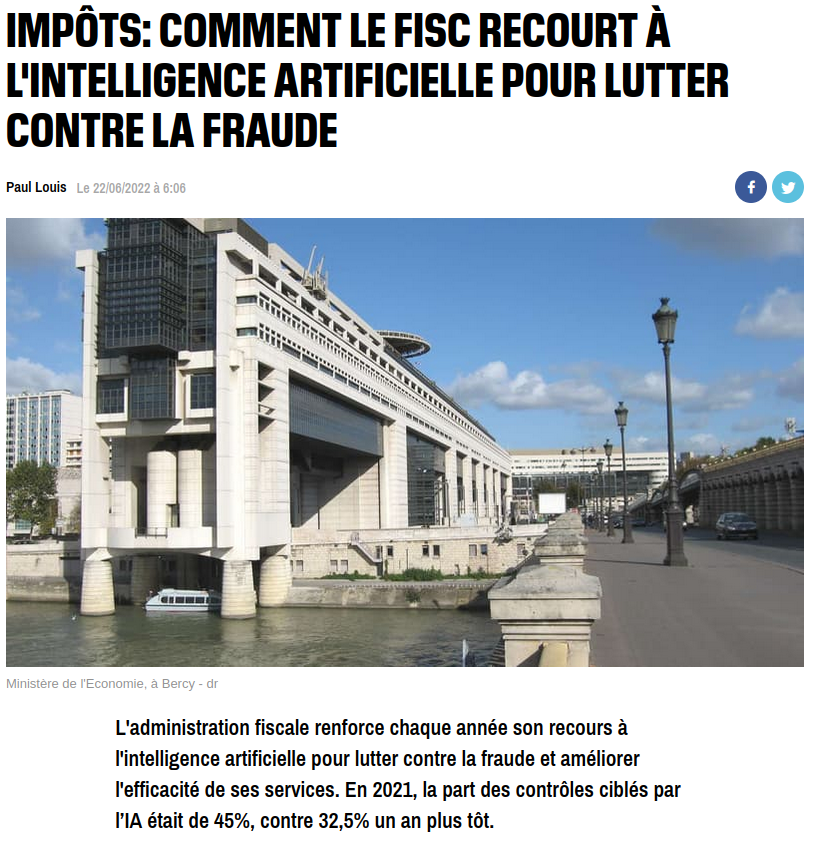 IMPÔTS: COMMENT LE FISC RECOURT À
L'INTELLIGENCE ARTIFICIELLE POUR LUTTER
CONTRE LA FRAUDE
Paul Louis Le 22/06/2022 à 6:06
Ministère de l'Economie, à Bercy - dr
L'administration fiscale renforce chaque année son recours à
l'intelligence artificielle pour lutter contre la fraude et améliorer
l'efficacité de ses services. En 2021, la part des contrôles ciblés par
l’IA était de 45%, contre 32,5% un an plus tôt.